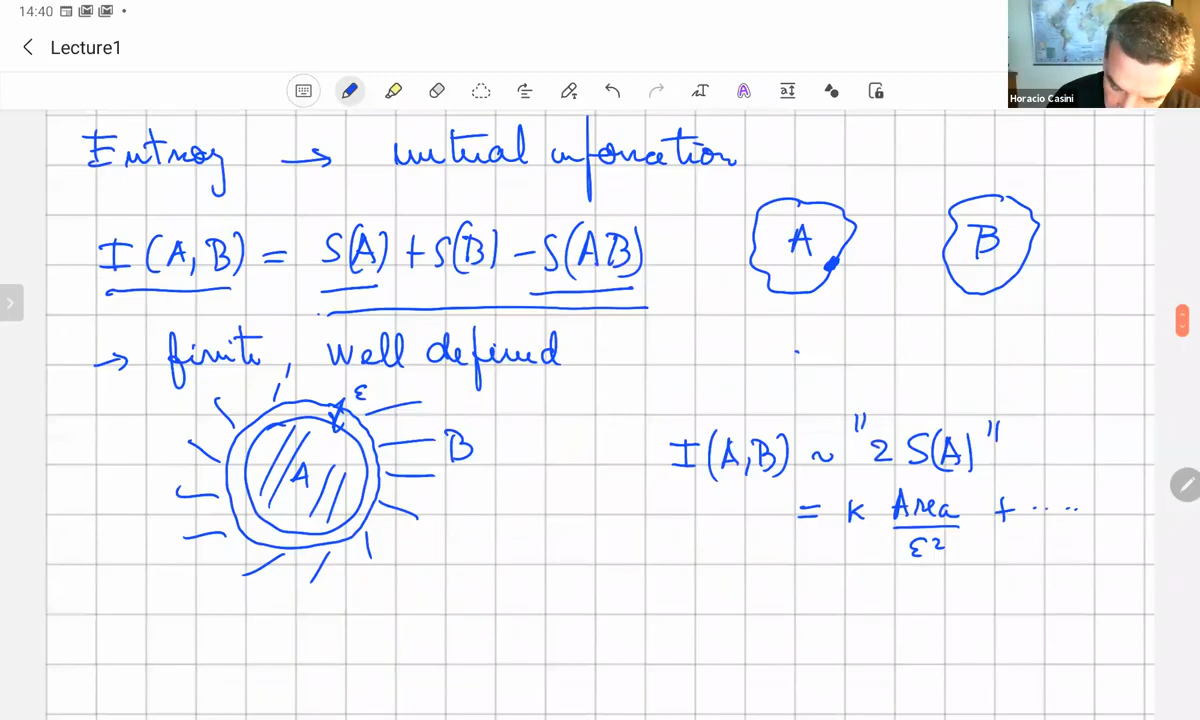 14:40
Lecture1
Horacio Casini
Entropy → mutual information
I(A,B) = S(A) + S(B) - S(AB)
A
B
→ finite, well defined
ε
A
B
I(A,B) ~ "2 S(A)"
= K Area/ε² + ....